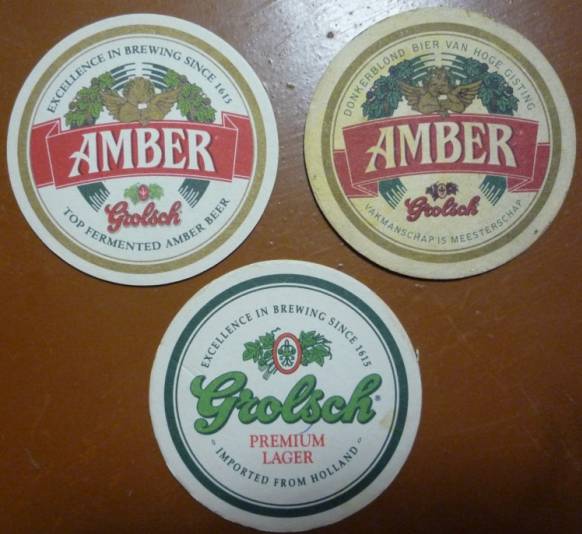 EXCELLENCE IN BREWING SINCE 1615
AMBER
Grolsch
TOP FERMENTED AMBER BEER
DONKERBLOND BIER VAN HOGE GISTING
AMBER
Grolsch
VAKMANSCHAP IS MEESTERSCHAP
EXCELLENCE IN BREWING SINCE 1615
Grolsch®
PREMIUM
LAGER
~ IMPORTED FROM HOLLAND ~